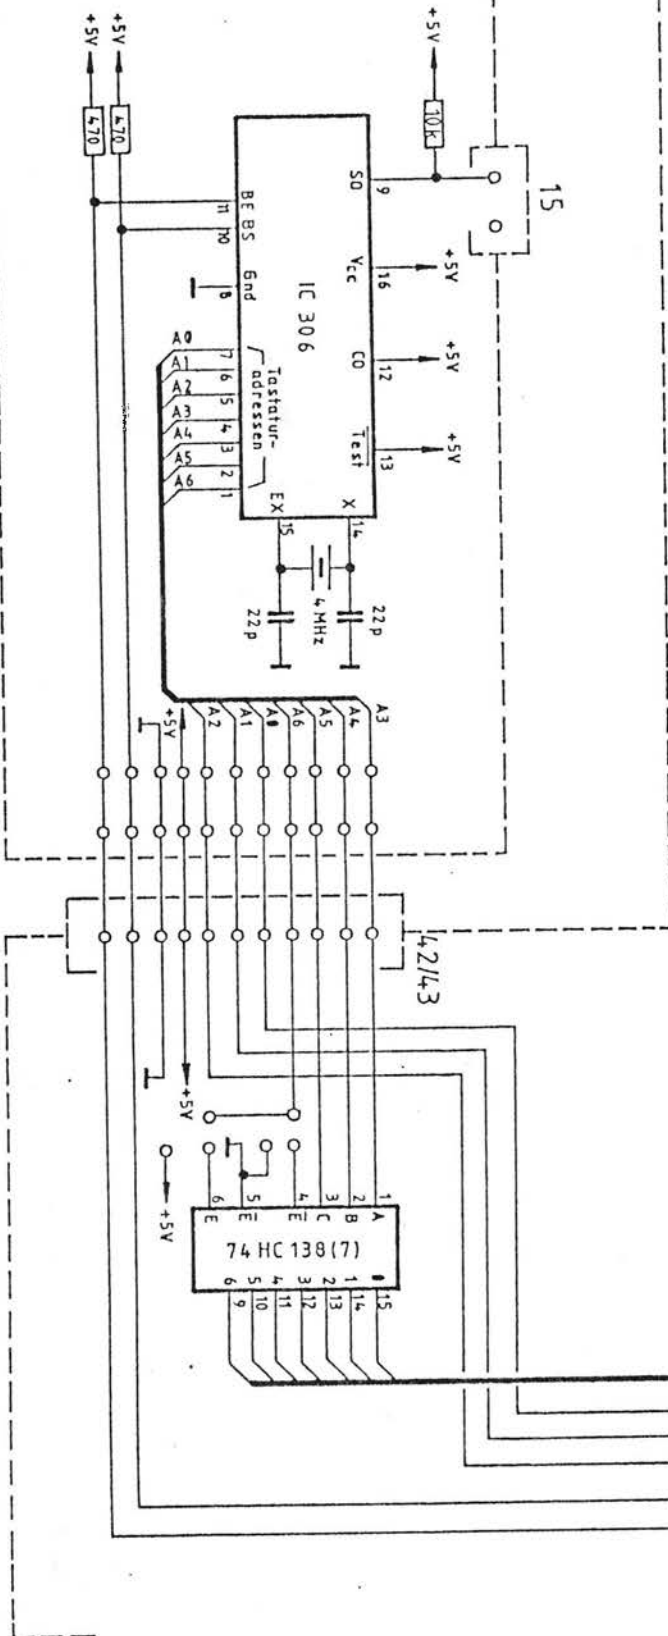 +5V
+5V
470
470
+5V
10k
15
SO
9
Vcc
16
+5V
CO
12
+5V
Test
13
+5V
IC 306
BE
11
BS
10
Gnd
8
Tastatur-
adressen
A0
7
A1
6
A2
5
A3
4
A4
3
A5
2
A6
1
EX
15
X
14
22p
4 MHz
22p
+5V
A2
A1
A0
A6
A5
A4
A3
42/43
+5V
+5V
6
5
4
3
2
1
E
E
E
C
B
A
74 HC 138(7)
6
5
4
3
2
1
0
9
10
11
12
13
14
15